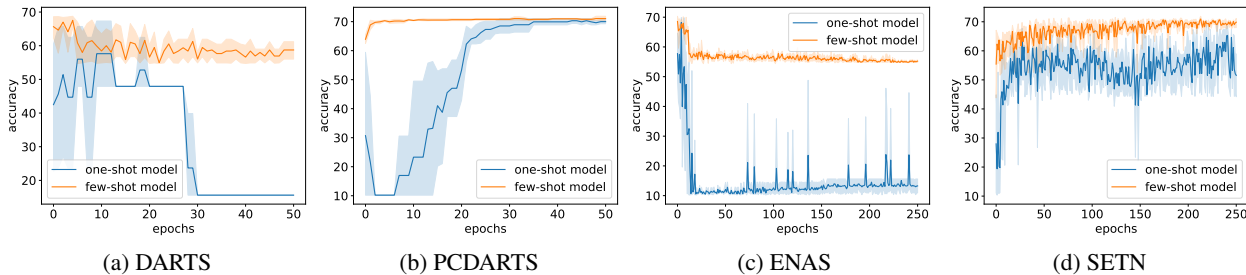 70
60
50
40
30
20
accuracy
one-shot model
few-shot model
0 10 20 30 40 50
epochs
(a) DARTS
70
60
50
40
30
20
10
accuracy
one-shot model
few-shot model
0 10 20 30 40 50
epochs
(b) PCDARTS
70
60
50
40
30
20
10
accuracy
one-shot model
few-shot model
0 50 100 150 200 250
epochs
(c) ENAS
70
60
50
40
30
20
10
accuracy
one-shot model
few-shot model
0 50 100 150 200 250
epochs
(d) SETN